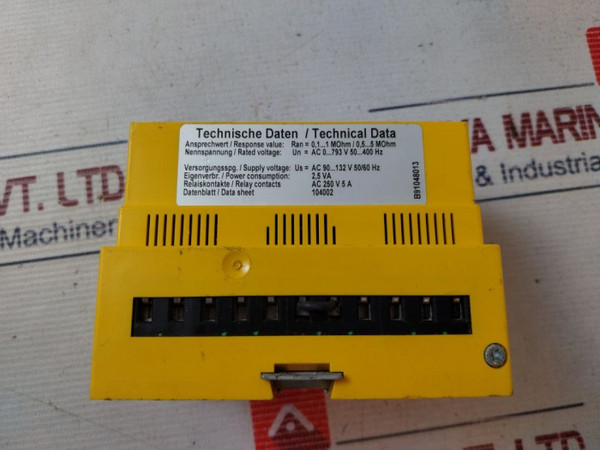 Technische Daten / Technical Data
Ansprechwert / Response value: Ran = 0,1...1 MOhm / 0,5...5 MOhm
Nennspannung / Rated voltage: Un = AC 0...793 V 50...400 Hz
Versorgungsspg. / Supply voltage: Us = AC 90...132 V 50/60 Hz
Eigenverbr. / Power consumption: 2,5 VA
Relaiskontakte / Relay contacts AC 250 V 5 A
Datenblatt / Data sheet 104002
B91048013
VT. LTD
Machiner
A MARIN
& Industrial